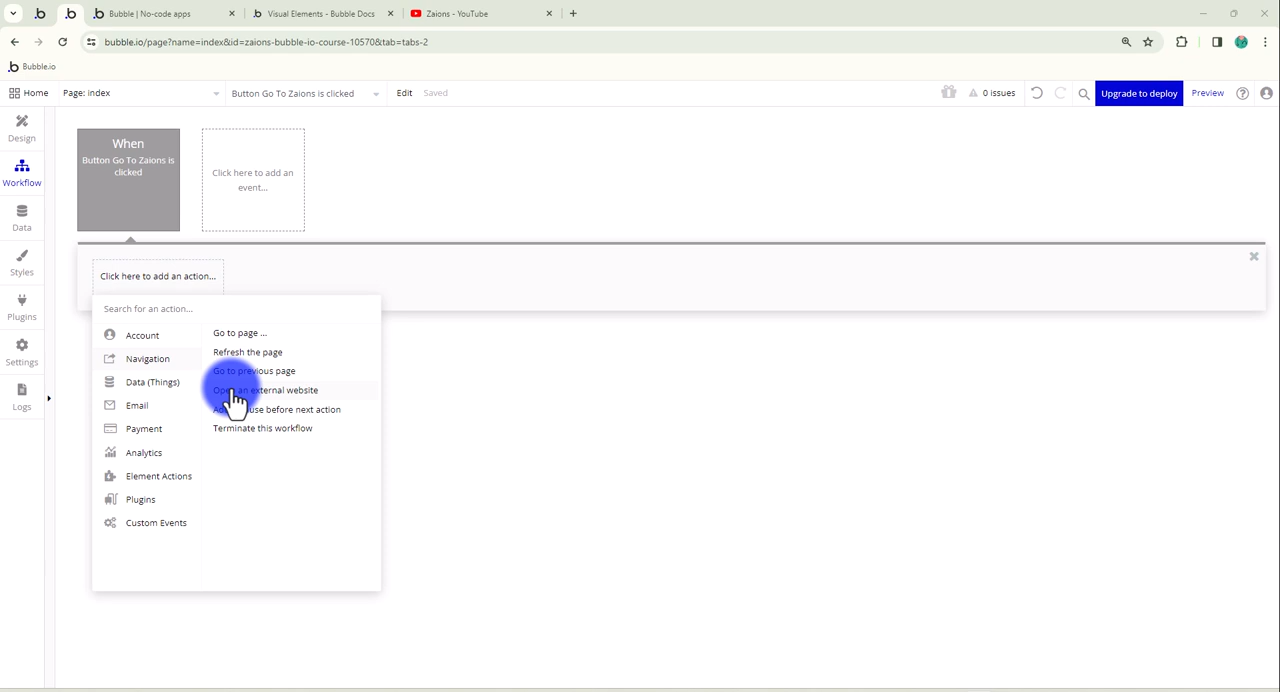 Bubble | No-code apps
Visual Elements - Bubble Docs
Zaions - YouTube
bubble.io/page?name=index&id=zaions-bubble-io-course-10570&tab=tabs-2
Bubble.io
Home
Page: index
Button Go To Zaions is clicked
Edit
Saved
0 issues
Upgrade to deploy
Preview
Design
Workflow
Data
Styles
Plugins
Settings
Logs
When
Button Go To Zaions is
clicked
Click here to add an
event...
Click here to add an action...
Search for an action...
Account
Navigation
Data (Things)
Email
Payment
Analytics
Element Actions
Plugins
Custom Events
Go to page ...
Refresh the page
Go to previous page
Open an external website
before next action
Terminate this workflow